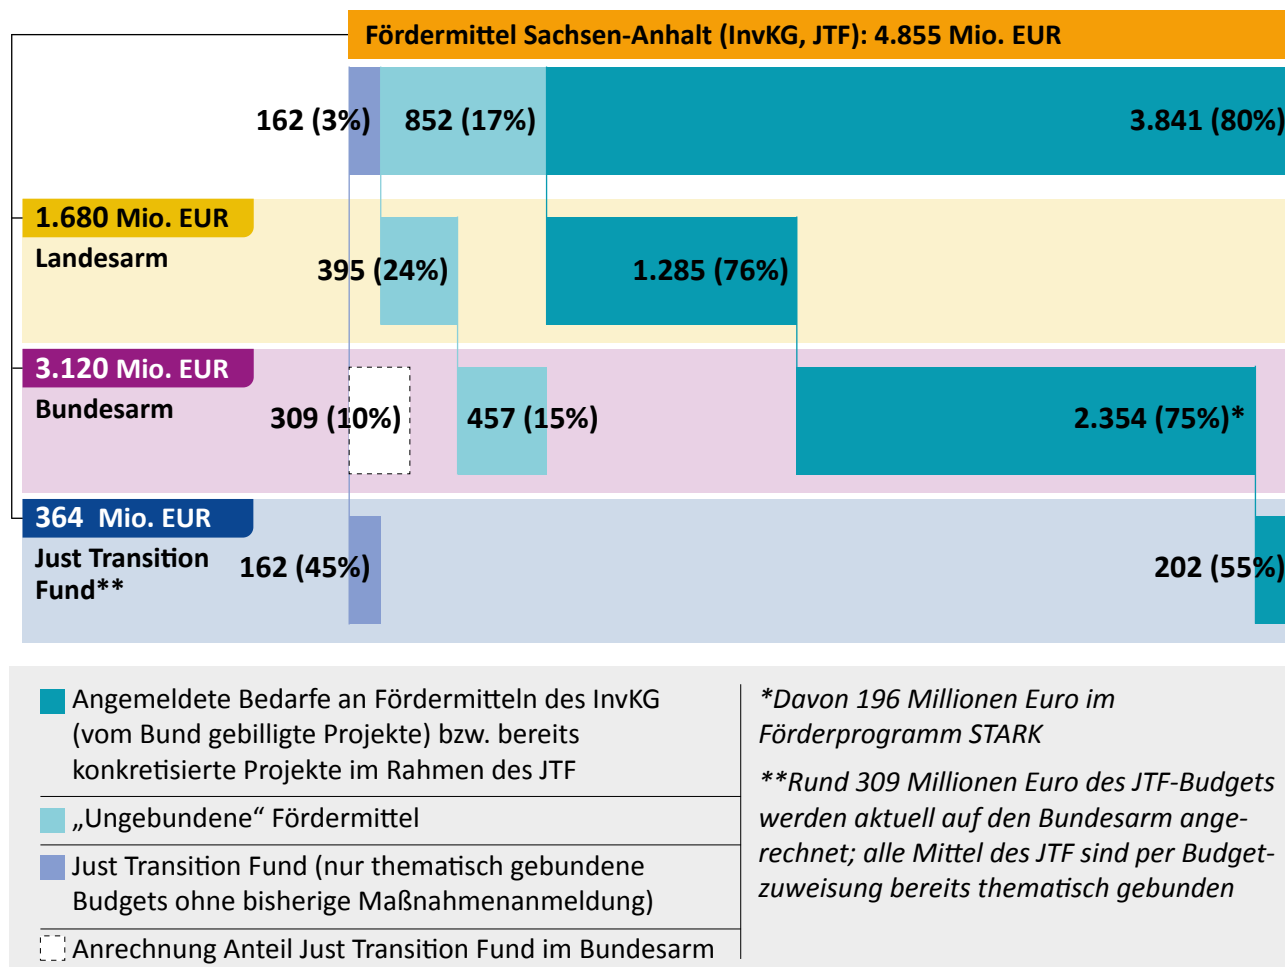 Fördermittel Sachsen-Anhalt (InvKG, JTF): 4.855 Mio. EUR
162 (3%) 852 (17%) 3.841 (80%)
1.680 Mio. EUR
Landesarm
395 (24%) 1.285 (76%)
3.120 Mio. EUR
Bundesarm
309 (10%) 457 (15%) 2.354 (75%)*
364 Mio. EUR
Just Transition
Fund**
162 (45%) 202 (55%)
Angemeldete Bedarfe an Fördermitteln des InvKG
(vom Bund gebilligte Projekte) bzw. bereits
konkretisierte Projekte im Rahmen des JTF
„Ungebundene“ Fördermittel
Just Transition Fund (nur thematisch gebundene
Budgets ohne bisherige Maßnahmenanmeldung)
Anrechnung Anteil Just Transition Fund im Bundesarm
*Davon 196 Millionen Euro im
Förderprogramm STARK
**Rund 309 Millionen Euro des JTF-Budgets
werden aktuell auf den Bundesarm ange-
rechnet; alle Mittel des JTF sind per Budget-
zuweisung bereits thematisch gebunden